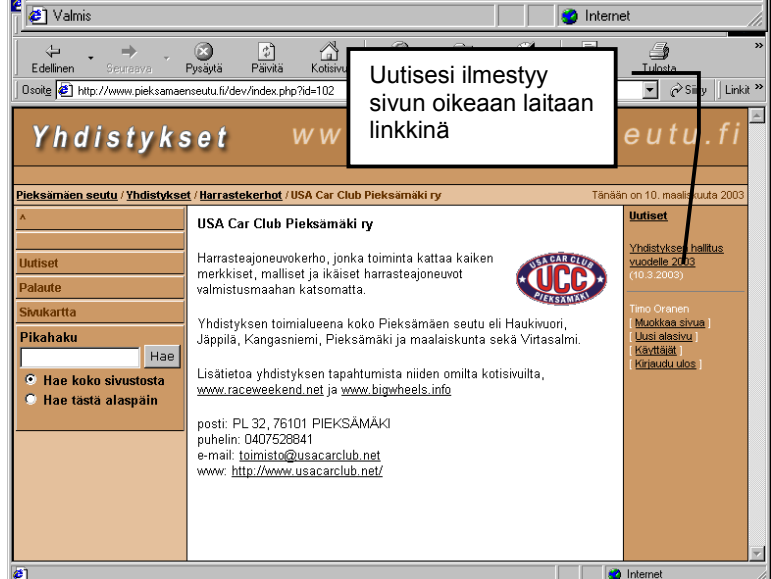 Valmis
Internet
Edellinen
Seuraava
Pysäytä
Päivitä
Kotisivu
Tulosta
»
Osoite
http://www.pieksamaenseutu.fi/dev/index.php?id=102
Siirry
Linkit »
Uutisesi ilmestyy
sivun oikeaan laitaan
linkkinä
Yhdistykset
ww
eutu.fi
Pieksämäen seutu / Yhdistykset / Harrastekerhot / USA Car Club Pieksämäki ry
Tänään on 10. maaliskuuta 2003
^
Uutiset
Palaute
Sivukartta
Pikahaku
Hae
Hae koko sivustosta
Hae tästä alaspäin
USA Car Club Pieksämäki ry
Harrasteajoneuvokerho, jonka toiminta kattaa kaiken
merkkiset, malliset ja ikäiset harrasteajoneuvot
valmistusmaahan katsomatta.
USA CAR CLUB
UCC
PIEKSÄMÄKI
Yhdistyksen toimialueena koko Pieksämäen seutu eli Haukivuori,
Jäppilä, Kangasniemi, Pieksämäki ja maalaiskunta sekä Virtasalmi.
Lisätietoa yhdistyksen tapahtumista niiden omilta kotisivuilta,
www.raceweekend.net ja www.bigwheels.info
posti: PL 32, 76101 PIEKSÄMÄKI
puhelin: 0407528841
e-mail: toimisto@usacarclub.net
www: http://www.usacarclub.net/
Uutiset
Yhdistyksen hallitus
vuodelle 2003
(10.3.2003)
Timo Oranen
[ Muokkaa sivua ]
[ Uusi alasivu ]
[ Käyttäjät ]
[ Kirjaudu ulos ]
Internet